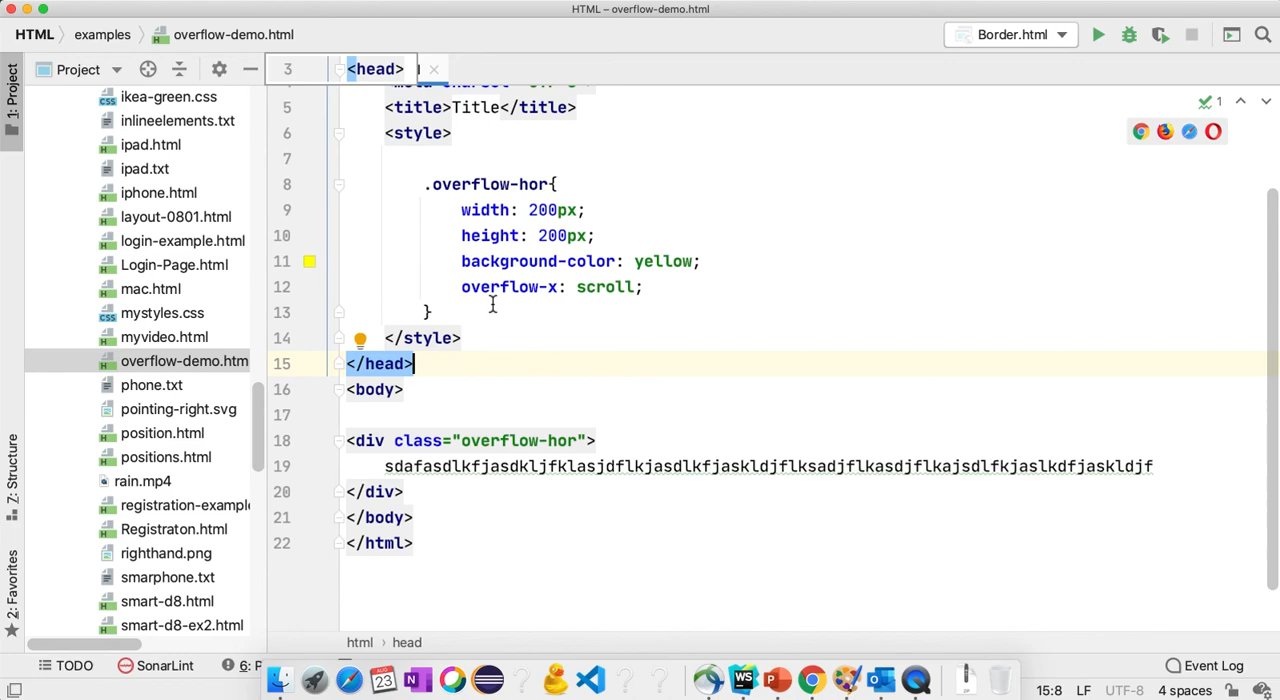 HTML – overflow-demo.html
HTML examples overflow-demo.html Border.html
1: Project
Project
3 <head>
5 <title>Title</title>
6 <style>
7
8 .overflow-hor{
9 width: 200px;
10 height: 200px;
11 background-color: yellow;
12 overflow-x: scroll;
13 }
14 </style>
15 </head>
16 <body>
17
18 <div class="overflow-hor">
19 sdafasdlkfjasdkljfklasjdflkjasdlkfjaskldjflksadjflkasdjflkajsdlfkjaslkdfjaskldjf
20 </div>
21 </body>
22 </html>
1
ikea-green.css
inlineelements.txt
ipad.html
ipad.txt
iphone.html
layout-0801.html
login-example.html
Login-Page.html
mac.html
mystyles.css
myvideo.html
overflow-demo.htm
phone.txt
pointing-right.svg
position.html
positions.html
rain.mp4
registration-example
Registraton.html
righthand.png
smarphone.txt
smart-d8.html
smart-d8-ex2.html
7: Structure
2: Favorites
html head
TODO SonarLint 6: P Event Log
AUG
23
N
WS
P
15:8 LF UTF-8 4 spaces